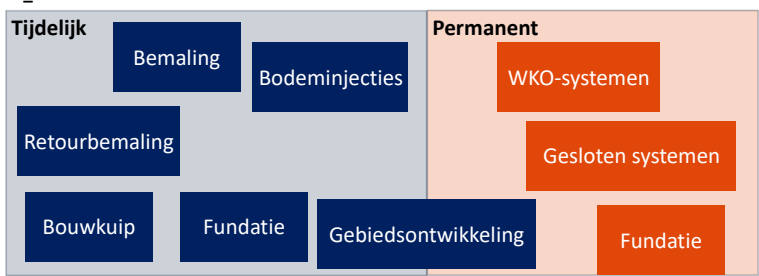 Tijdelijk
Permanent
Bemaling
Bodeminjecties
WKO-systemen
Retourbemaling
Gesloten systemen
Bouwkuip
Fundatie
Gebiedsontwikkeling
Fundatie